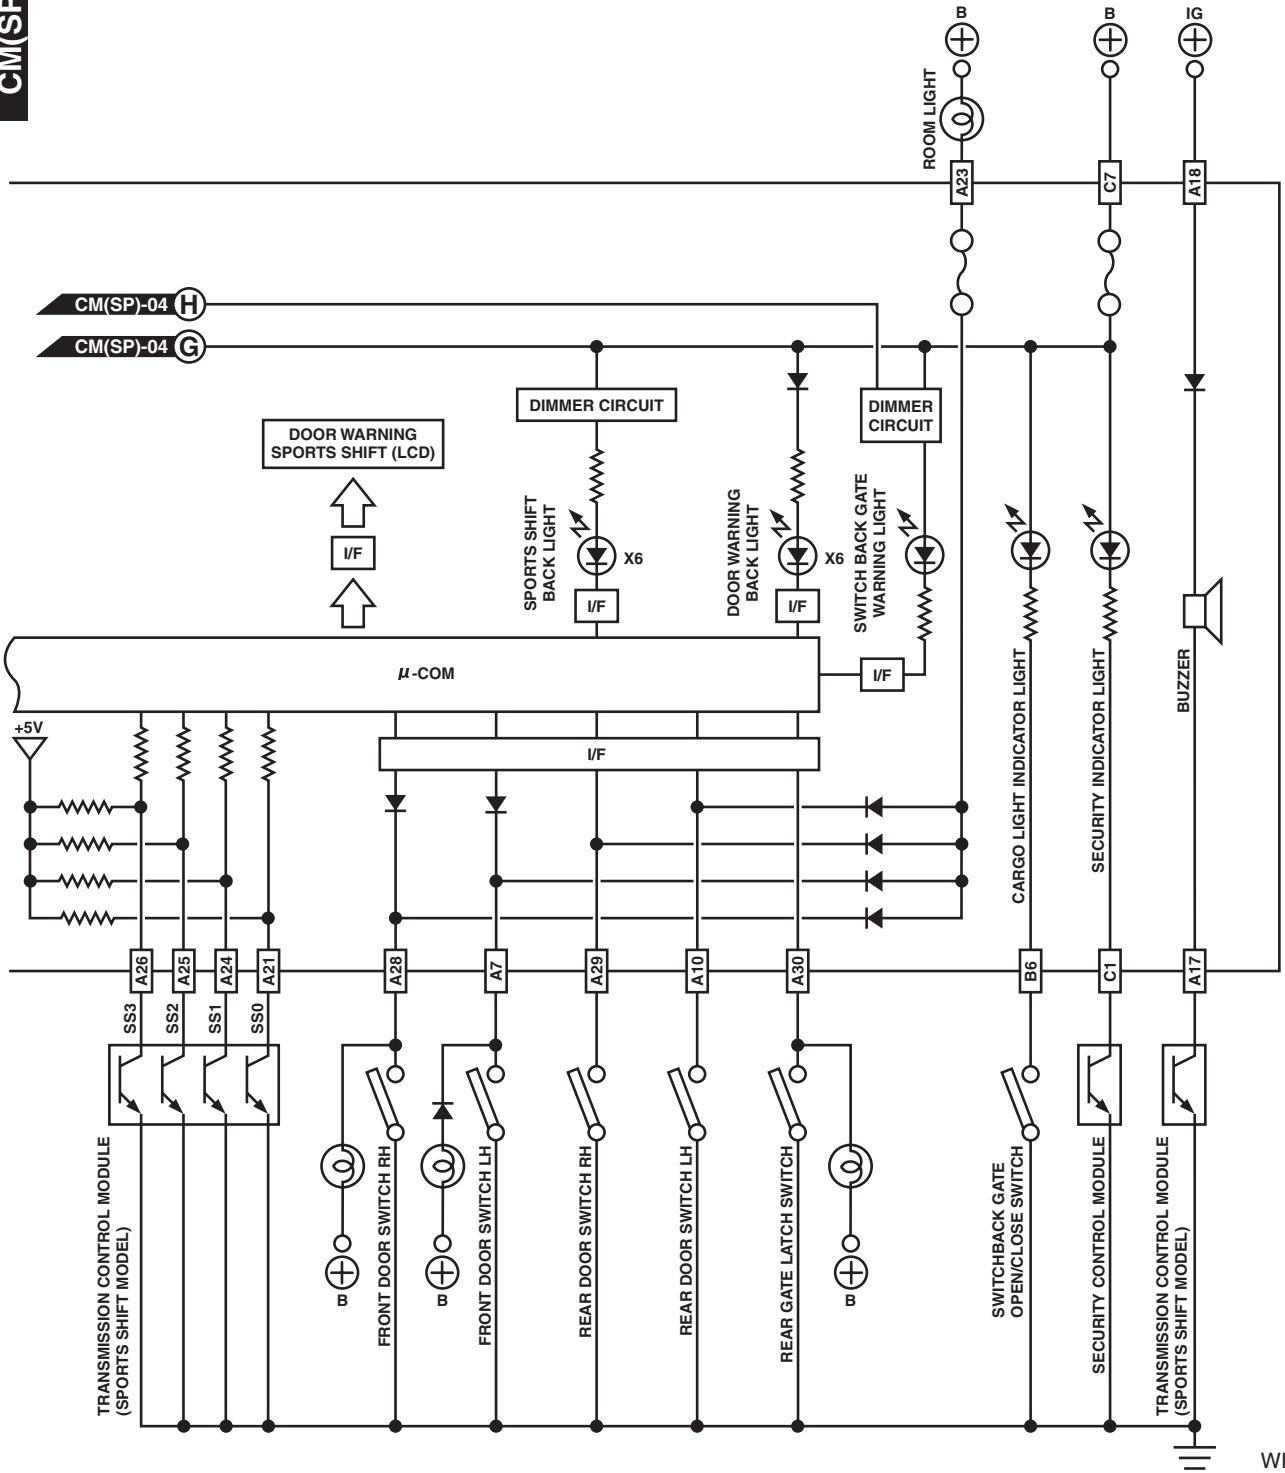 CM(SP
B
B
IG
ROOM LIGHT
A23
C7
A18
CM(SP)-04 H
CM(SP)-04 G
DIMMER CIRCUIT
DIMMER
CIRCUIT
DOOR WARNING
SPORTS SHIFT (LCD)
I/F
SPORTS SHIFT
BACK LIGHT
X6
I/F
DOOR WARNING
BACK LIGHT
X6
I/F
SWITCH BACK GATE
WARNING LIGHT
I/F
μ-COM
BUZZER
CARGO LIGHT INDICATOR LIGHT
SECURITY INDICATOR LIGHT
+5V
I/F
A26
A25
A24
A21
A28
A7
A29
A10
A30
B6
C1
A17
SS3
SS2
SS1
SS0
TRANSMISSION CONTROL MODULE
(SPORTS SHIFT MODEL)
B
FRONT DOOR SWITCH RH
B
FRONT DOOR SWITCH LH
REAR DOOR SWITCH RH
REAR DOOR SWITCH LH
REAR GATE LATCH SWITCH
B
SWITCHBACK GATE
OPEN/CLOSE SWITCH
SECURITY CONTROL MODULE
TRANSMISSION CONTROL MODULE
(SPORTS SHIFT MODEL)